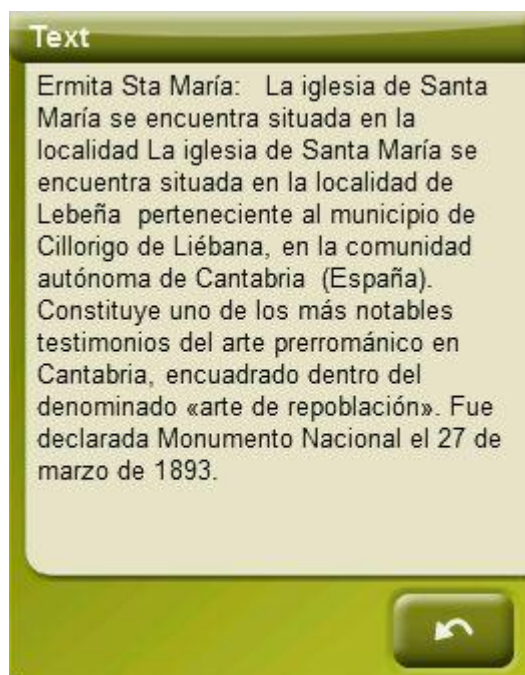 Text
Ermita Sta María:   La iglesia de Santa
María se encuentra situada en la
localidad La iglesia de Santa María se
encuentra situada en la localidad de
Lebeña  perteneciente al municipio de
Cillorigo de Liébana, en la comunidad
autónoma de Cantabria  (España).
Constituye uno de los más notables
testimonios del arte prerrománico en
Cantabria, encuadrado dentro del
denominado «arte de repoblación». Fue
declarada Monumento Nacional el 27 de
marzo de 1893.